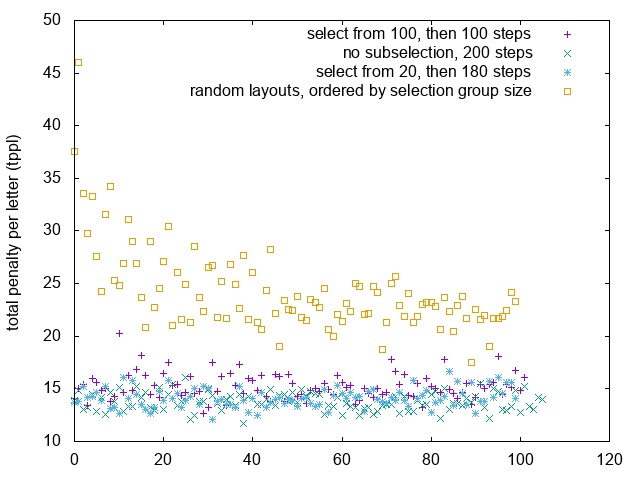 50
45
40
35
30
25
20
15
10
total penalty per letter (tppl)
select from 100, then 100 steps
no subselection, 200 steps
select from 20, then 180 steps
random layouts, ordered by selection group size
0 20 40 60 80 100 120